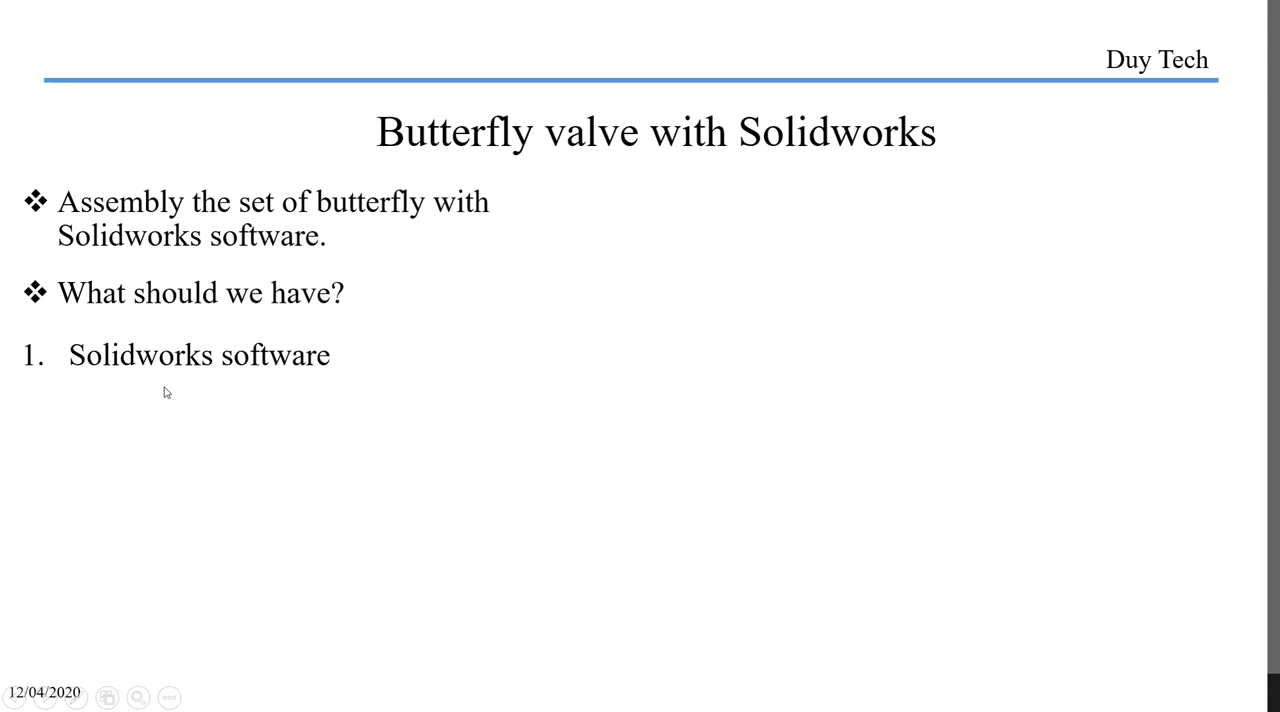 Duy Tech
Butterfly valve with Solidworks
❖ Assembly the set of butterfly with
Solidworks software.
❖ What should we have?
1. Solidworks software
12/04/2020